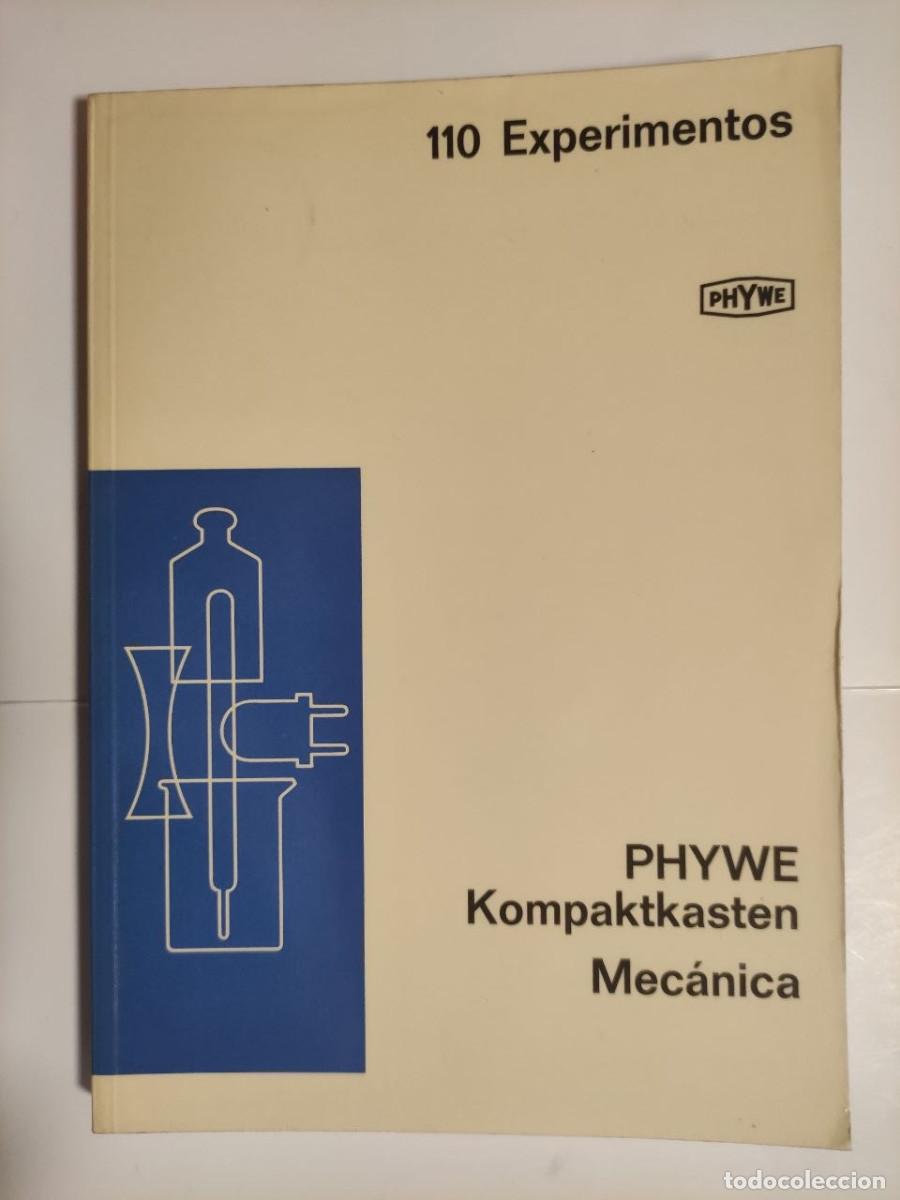 110 Experimentos
PHYWE
PHYWE
Kompaktkasten
Mecánica
todocoleccion